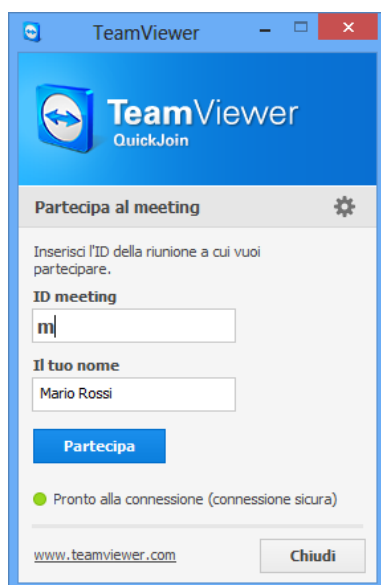 TeamViewer
TeamViewer
QuickJoin
Partecipa al meeting
Inserisci l'ID della riunione a cui vuoi
partecipare.
ID meeting
m
Il tuo nome
Mario Rossi
Partecipa
Pronto alla connessione (connessione sicura)
www.teamviewer.com
Chiudi